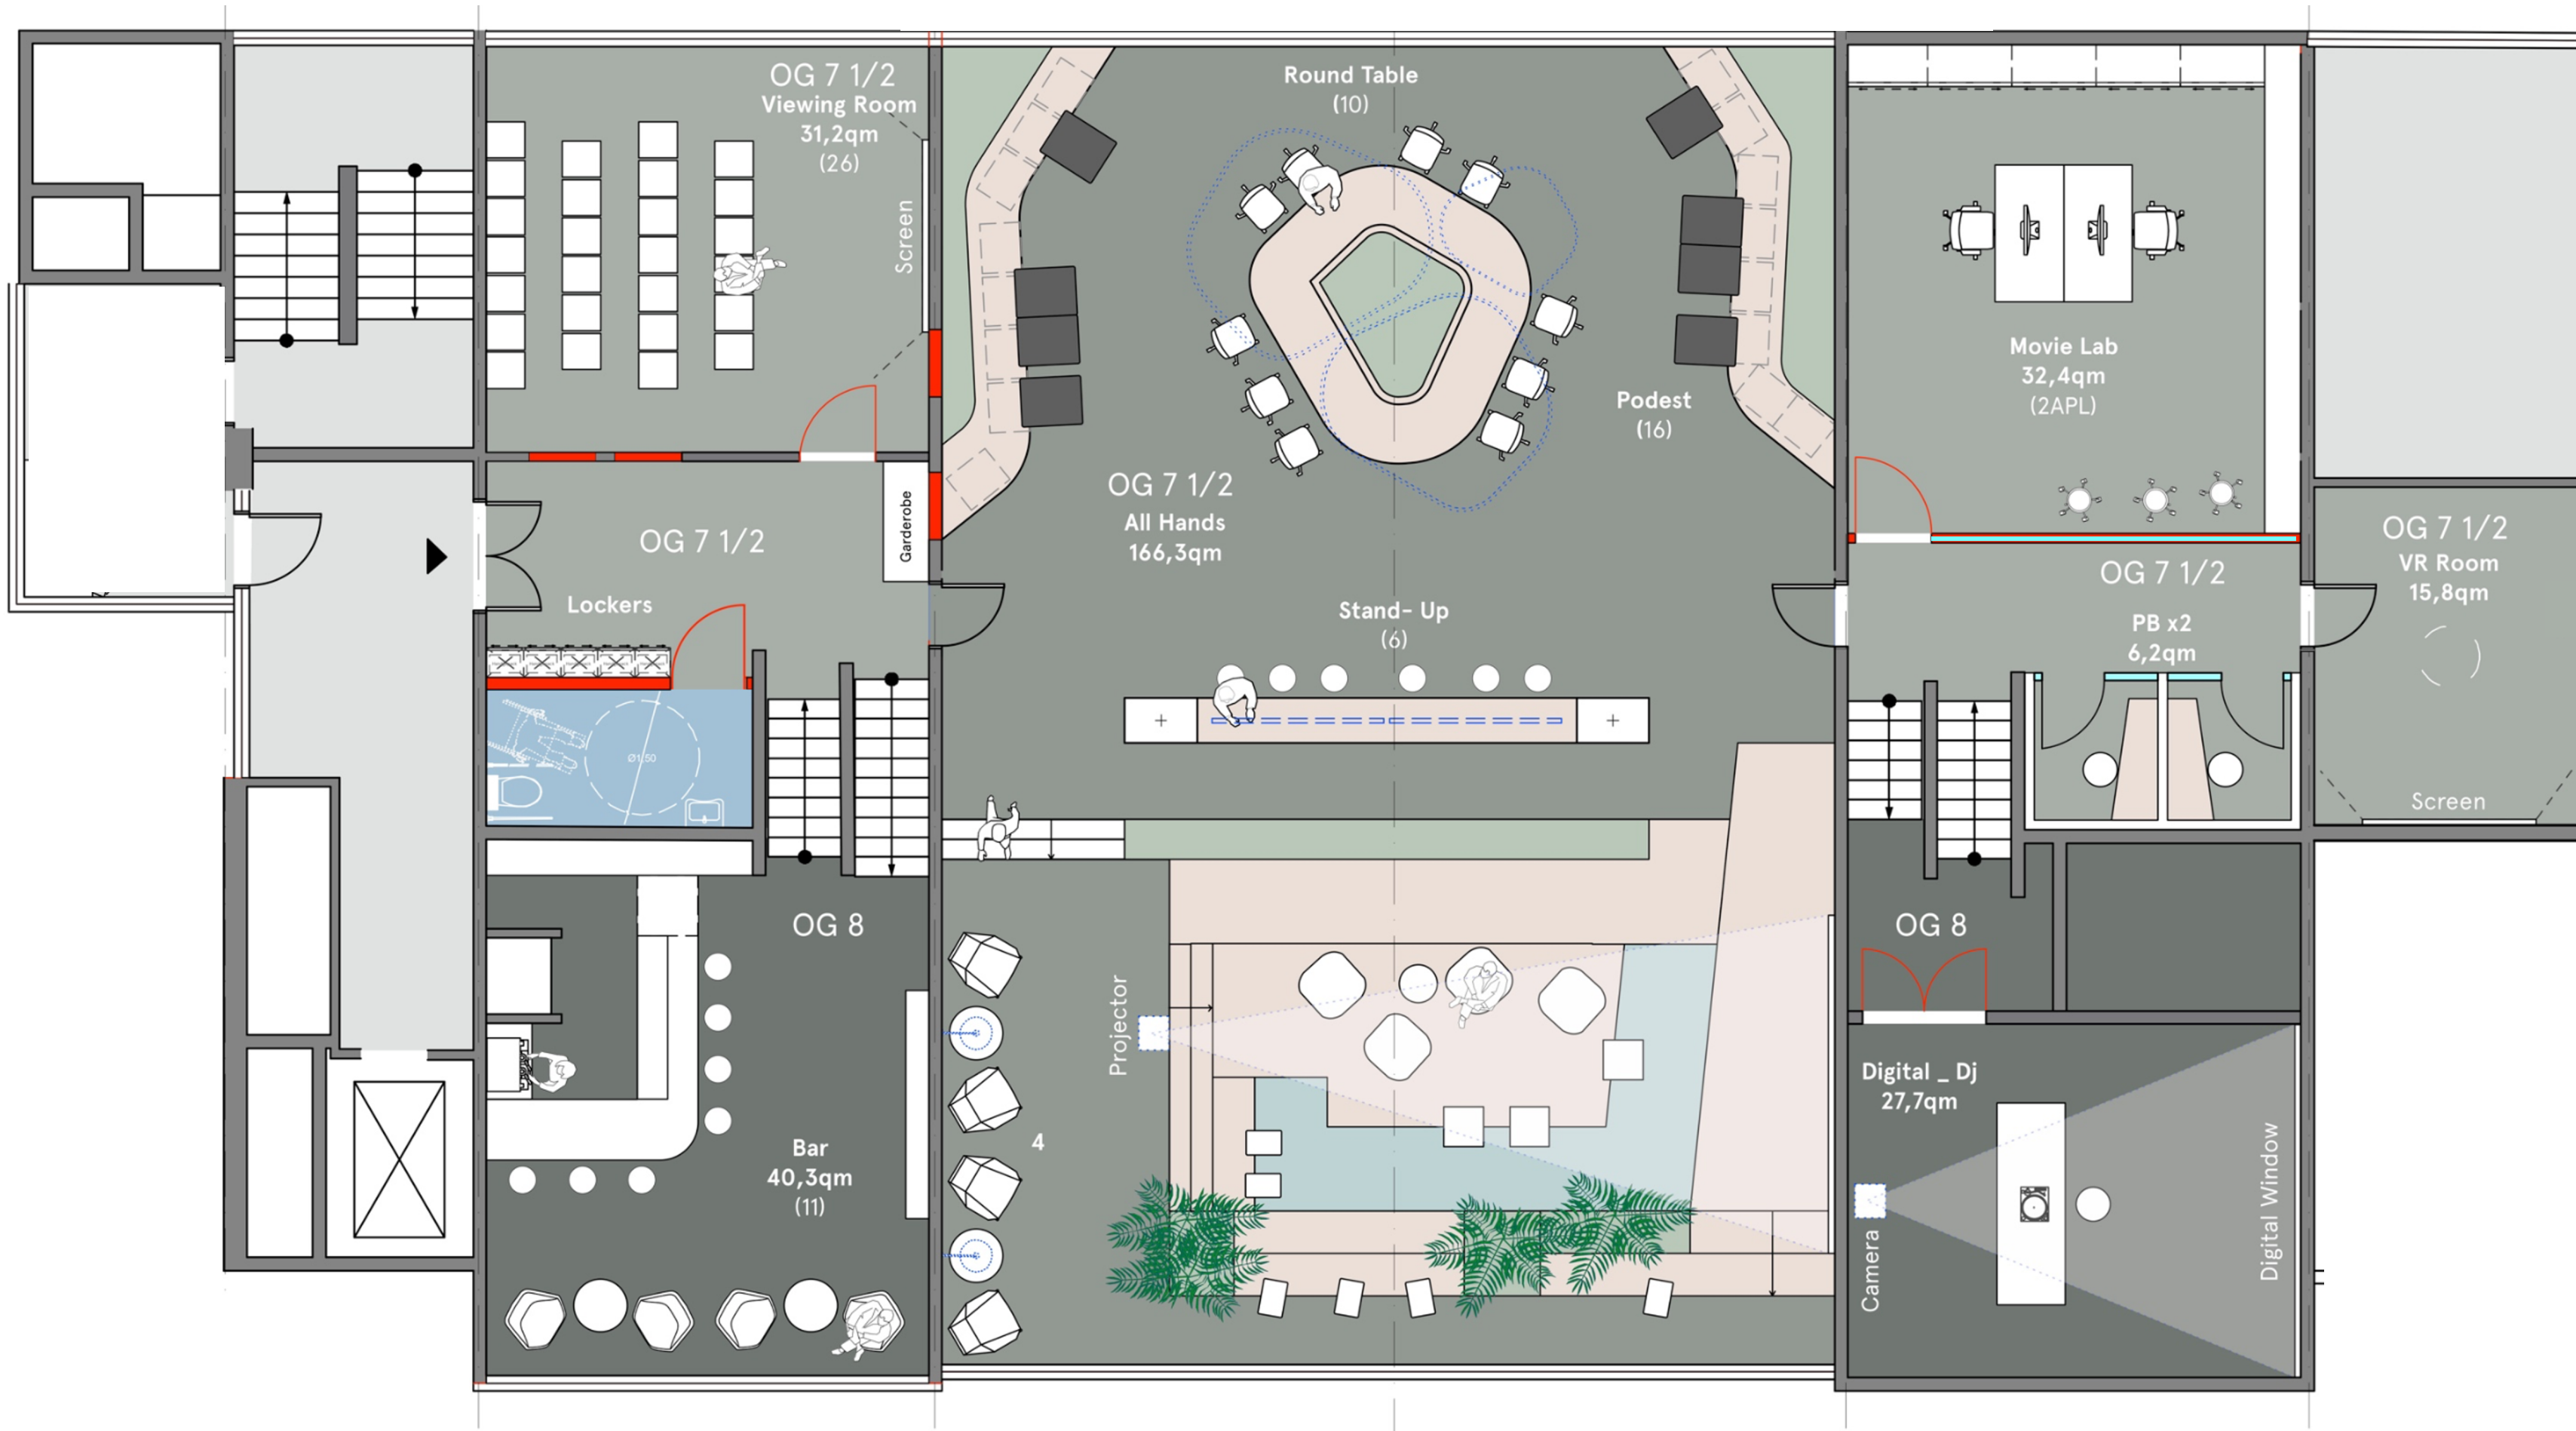 OG 7 1/2
Viewing Room
31,2qm
(26)
Screen
Round Table
(10)
Podest
(16)
OG 7 1/2
All Hands
166,3qm
Movie Lab
32,4qm
(2APL)
OG 7 1/2
Garderobe
Lockers
Ø1,50
Stand- Up
(6)
OG 7 1/2
PB x2
6,2qm
OG 7 1/2
VR Room
15,8qm
Screen
OG 8
Bar
40,3qm
(11)
4
Projector
OG 8
Digital _ Dj
27,7qm
Camera
Digital Window